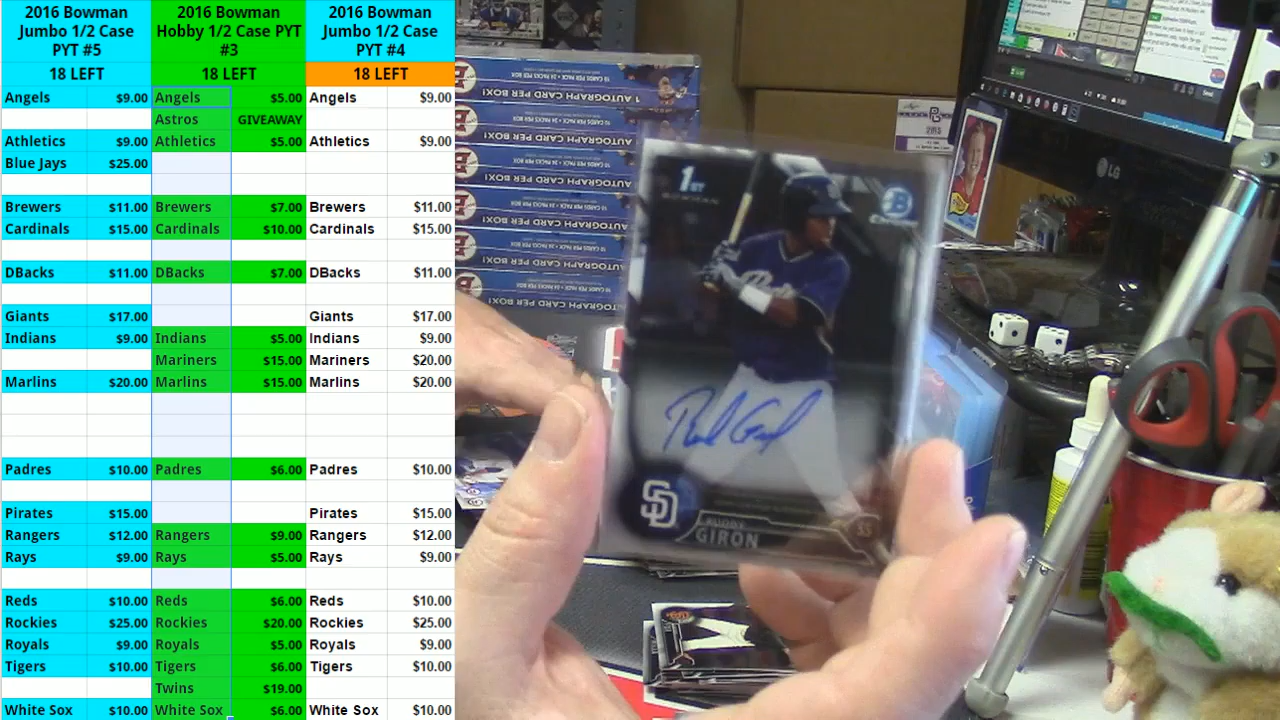 2016 Bowman
Jumbo 1/2 Case
PYT #5
18 LEFT
Angels $9.00
Athletics $9.00
Blue Jays $25.00
Brewers $11.00
Cardinals $15.00
DBacks $11.00
Giants $17.00
Indians $9.00
Marlins $20.00
Padres $10.00
Pirates $15.00
Rangers $12.00
Rays $9.00
Reds $10.00
Rockies $25.00
Royals $9.00
Tigers $10.00
White Sox $10.00
2016 Bowman
Hobby 1/2 Case PYT
#3
18 LEFT
Angels $5.00
Astros GIVEAWAY
Athletics $5.00
Brewers $7.00
Cardinals $10.00
DBacks $7.00
Indians $5.00
Mariners $15.00
Marlins $15.00
Padres $6.00
Rangers $9.00
Rays $5.00
Reds $6.00
Rockies $20.00
Royals $5.00
Tigers $6.00
Twins $19.00
White Sox $6.00
2016 Bowman
Jumbo 1/2 Case
PYT #4
18 LEFT
Angels $9.00
Athletics $9.00
Brewers $11.00
Cardinals $15.00
DBacks $11.00
Giants $17.00
Indians $9.00
Mariners $20.00
Marlins $20.00
Padres $10.00
Pirates $15.00
Rangers $12.00
Rays $9.00
Reds $10.00
Rockies $25.00
Royals $9.00
Tigers $10.00
White Sox $10.00
1 AUTOGRAPH CARD PER BOX!
1ST
BOWMAN
SD
GIRON
SS
LG